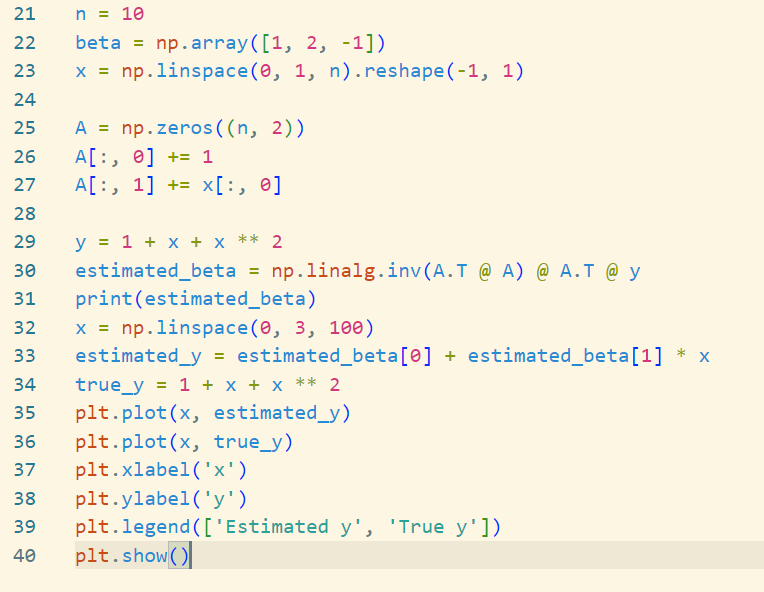 21 n = 10
22 beta = np.array([1, 2, -1])
23 x = np.linspace(0, 1, n).reshape(-1, 1)
24
25 A = np.zeros((n, 2))
26 A[:, 0] += 1
27 A[:, 1] += x[:, 0]
28
29 y = 1 + x + x ** 2
30 estimated_beta = np.linalg.inv(A.T @ A) @ A.T @ y
31 print(estimated_beta)
32 x = np.linspace(0, 3, 100)
33 estimated_y = estimated_beta[0] + estimated_beta[1] * x
34 true_y = 1 + x + x ** 2
35 plt.plot(x, estimated_y)
36 plt.plot(x, true_y)
37 plt.xlabel('x')
38 plt.ylabel('y')
39 plt.legend(['Estimated y', 'True y'])
40 plt.show()